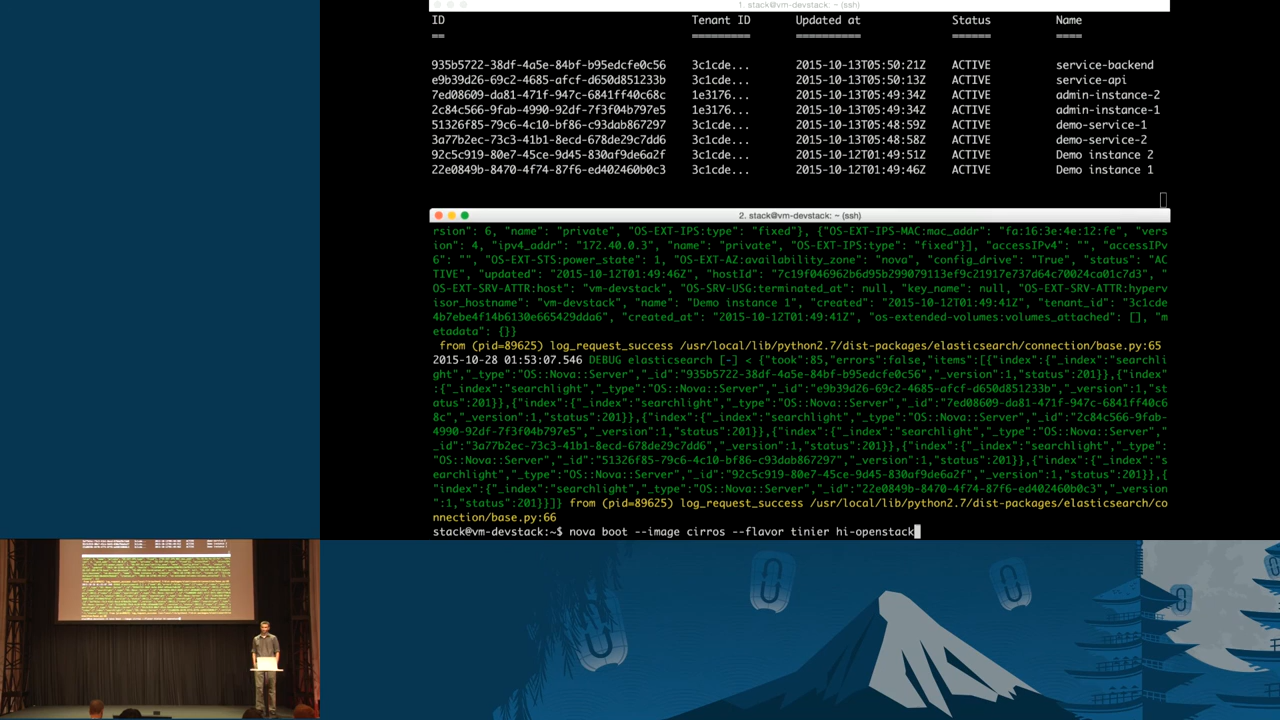 1. stack@vm-devstack: ~ (ssh)
ID Tenant ID Updated at Status Name
== ========= ========== ====== ====
935b5722-38df-4a5e-84bf-b95edcfe0c56 3c1cde... 2015-10-13T05:50:21Z ACTIVE service-backend
e9b39d26-69c2-4685-afcf-d650d851233b 3c1cde... 2015-10-13T05:50:13Z ACTIVE service-api
7ed08609-da81-471f-947c-6841ff40c68c 1e3176... 2015-10-13T05:49:34Z ACTIVE admin-instance-2
2c84c566-9fab-4990-92df-7f3f04b797e5 1e3176... 2015-10-13T05:49:34Z ACTIVE admin-instance-1
51326f85-79c6-4c10-bf86-c93dab867297 3c1cde... 2015-10-13T05:48:59Z ACTIVE demo-service-1
3a77b2ec-73c3-41b1-8ecd-678de29c7dd6 3c1cde... 2015-10-13T05:48:58Z ACTIVE demo-service-2
92c5c919-80e7-45ce-9d45-830af9de6a2f 3c1cde... 2015-10-12T01:49:51Z ACTIVE Demo instance 2
22e0849b-8470-4f74-87f6-ed402460b0c3 3c1cde... 2015-10-12T01:49:46Z ACTIVE Demo instance 1
2. stack@vm-devstack: ~ (ssh)
rsion": 6, "name": "private", "OS-EXT-IPS:type": "fixed"}, {"OS-EXT-IPS-MAC:mac_addr": "fa:16:3e:4e:12:fe", "vers
ion": 4, "ipv4_addr": "172.40.0.3", "name": "private", "OS-EXT-IPS:type": "fixed"}], "accessIPv4": "", "accessIPv
6": "", "OS-EXT-STS:power_state": 1, "OS-EXT-AZ:availability_zone": "nova", "config_drive": "True", "status": "AC
TIVE", "updated": "2015-10-12T01:49:46Z", "hostId": "7c19f046962b6d95b299079113ef9c21917e737d64c70024ca01c7d3", "
OS-EXT-SRV-ATTR:host": "vm-devstack", "OS-SRV-USG:terminated_at": null, "key_name": null, "OS-EXT-SRV-ATTR:hyperv
isor_hostname": "vm-devstack", "name": "Demo instance 1", "created": "2015-10-12T01:49:41Z", "tenant_id": "3c1cde
4b7ebe4f14b6130e665429dda6", "created_at": "2015-10-12T01:49:41Z", "os-extended-volumes:volumes_attached": [], "m
etadata": {}}
 from (pid=89625) log_request_success /usr/local/lib/python2.7/dist-packages/elasticsearch/connection/base.py:65
2015-10-28 01:53:07.546 DEBUG elasticsearch [-] < {"took":85,"errors":false,"items":[{"index":{"_index":"searchli
ght","_type":"OS::Nova::Server","_id":"935b5722-38df-4a5e-84bf-b95edcfe0c56","_version":1,"status":201}},{"index"
:{"_index":"searchlight","_type":"OS::Nova::Server","_id":"e9b39d26-69c2-4685-afcf-d650d851233b","_version":1,"st
atus":201}},{"index":{"_index":"searchlight","_type":"OS::Nova::Server","_id":"7ed08609-da81-471f-947c-6841ff40c6
8c","_version":1,"status":201}},{"index":{"_index":"searchlight","_type":"OS::Nova::Server","_id":"2c84c566-9fab-
4990-92df-7f3f04b797e5","_version":1,"status":201}},{"index":{"_index":"searchlight","_type":"OS::Nova::Server","
_id":"3a77b2ec-73c3-41b1-8ecd-678de29c7dd6","_version":1,"status":201}},{"index":{"_index":"searchlight","_type":
"OS::Nova::Server","_id":"51326f85-79c6-4c10-bf86-c93dab867297","_version":1,"status":201}},{"index":{"_index":"s
earchlight","_type":"OS::Nova::Server","_id":"92c5c919-80e7-45ce-9d45-830af9de6a2f","_version":1,"status":201}},{
"index":{"_index":"searchlight","_type":"OS::Nova::Server","_id":"22e0849b-8470-4f74-87f6-ed402460b0c3","_version
":1,"status":201}}]} from (pid=89625) log_request_success /usr/local/lib/python2.7/dist-packages/elasticsearch/co
nnection/base.py:66
stack@vm-devstack:~$ nova boot --image cirros --flavor tinier hi-openstack